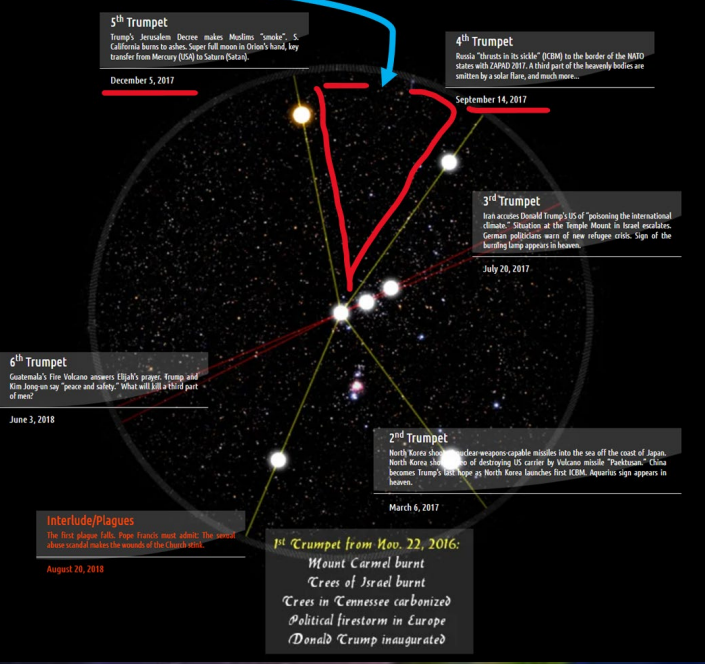 5th Trumpet
Trump's Jerusalem Decree makes Muslims "smoke". S.
California burns to ashes. Super full moon in Orion's hand, key
transfer from Mercury (USA) to Saturn (Satan).
December 5, 2017
4th Trumpet
Russia "thrusts in its sickle" (ICBM) to the border of the NATO
states with ZAPAD 2017. A third part of the heavenly bodies are
smitten by a solar flare, and much more...
September 14, 2017
3rd Trumpet
Iran accuses Donald Trump's US of "poisoning the international
climate." Situation at the Temple Mount in Israel escalates.
German politicians warn of new refugee crisis. Sign of the
burning lamp appears in heaven.
July 20, 2017
6th Trumpet
Guatemala's Fire Volcano answers Elijah's prayer. Trump and
Kim Jong-un say "peace and safety." What will kill a third part
of men?
June 3, 2018
2nd Trumpet
North Korea nuclear-weapons-capable missiles into the sea off the coast of Japan.
North Korea of destroying US carrier by Vulcano missile "Paektusan." China
becomes Trump's last hope as North Korea launches first ICBM. Aquarius sign appears in
heaven.
March 6, 2017
Interlude/Plagues
The first plague falls. Pope Francis must admit: The sexual
abuse scandal makes the wounds of the Church stink.
August 20, 2018
1st Trumpet from Nov. 22, 2016:
Mount Carmel burnt
Trees of Israel burnt
Trees in Tennessee carbonized
Political firestorm in Europe
Donald Trump inaugurated